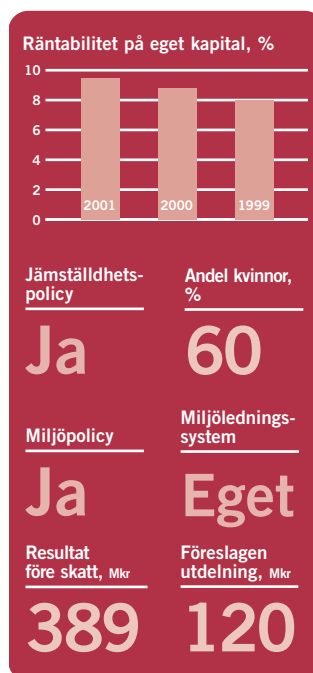 Räntabilitet på eget kapital, %
10
8
6
4
2
0
2001 2000 1999
Jämställdhets-
policy
Ja
Andel kvinnor,
%
60
Miljöpolicy
Ja
Miljölednings-
system
Eget
Resultat
före skatt, Mkr
389
Föreslagen
utdelning, Mkr
120